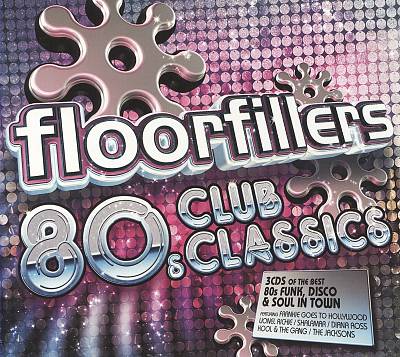 floorfillers
80s CLUB
CLASSICS
3CDS OF THE BEST
80s FUNK, DISCO
& SOUL IN TOWN
FEATURING FRANKIE GOES TO HOLLYWOOD
LIONEL RICHIE / SHALAMAR / DIANA ROSS
KOOL & THE GANG / THE JACKSONS